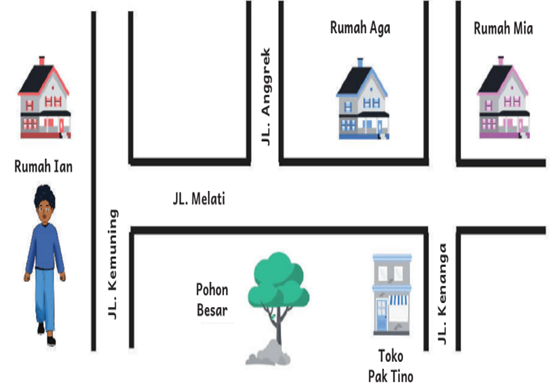 Rumah Aga
Rumah Mia
JL. Anggrek
Rumah Ian
JL. Melati
JL. Kemuning
JL. Kenanga
Pohon
Besar
Toko
Pak Tino